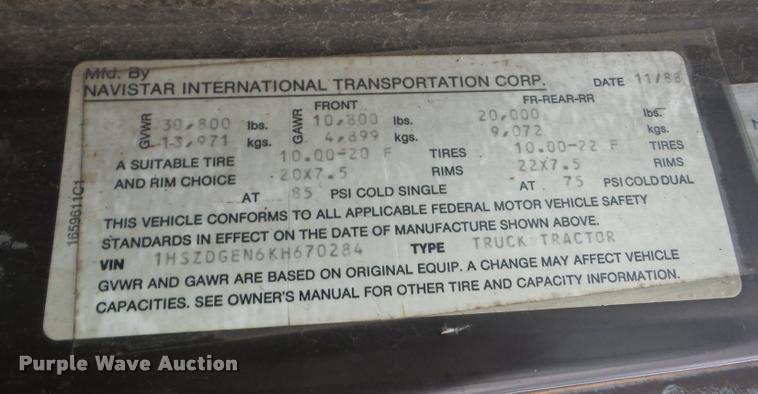 Mfd. By
NAVISTAR INTERNATIONAL TRANSPORTATION CORP. DATE 11/88
FRONT FR-REAR-RR
GVWR 30,800 lbs. GAWR 10,800 lbs. 20,000 lbs.
13,971 kgs. 4,899 kgs. 9,072 kgs.
A SUITABLE TIRE 10.00-20 F TIRES 10.00-22 F TIRES
AND RIM CHOICE 20X7.5 RIMS 22X7.5 RIMS
AT 85 PSI COLD SINGLE AT 75 PSI COLD DUAL
THIS VEHICLE CONFORMS TO ALL APPLICABLE FEDERAL MOTOR VEHICLE SAFETY
STANDARDS IN EFFECT ON THE DATE OF MANUFACTURE SHOWN ABOVE.
VIN 1HSZDGEN6KH670284 TYPE TRUCK TRACTOR
GVWR AND GAWR ARE BASED ON ORIGINAL EQUIP. A CHANGE MAY AFFECT VEHICLE
CAPACITIES. SEE OWNER'S MANUAL FOR OTHER TIRE AND CAPACITY INFORMATION.
1659611C1
Purple Wave Auction